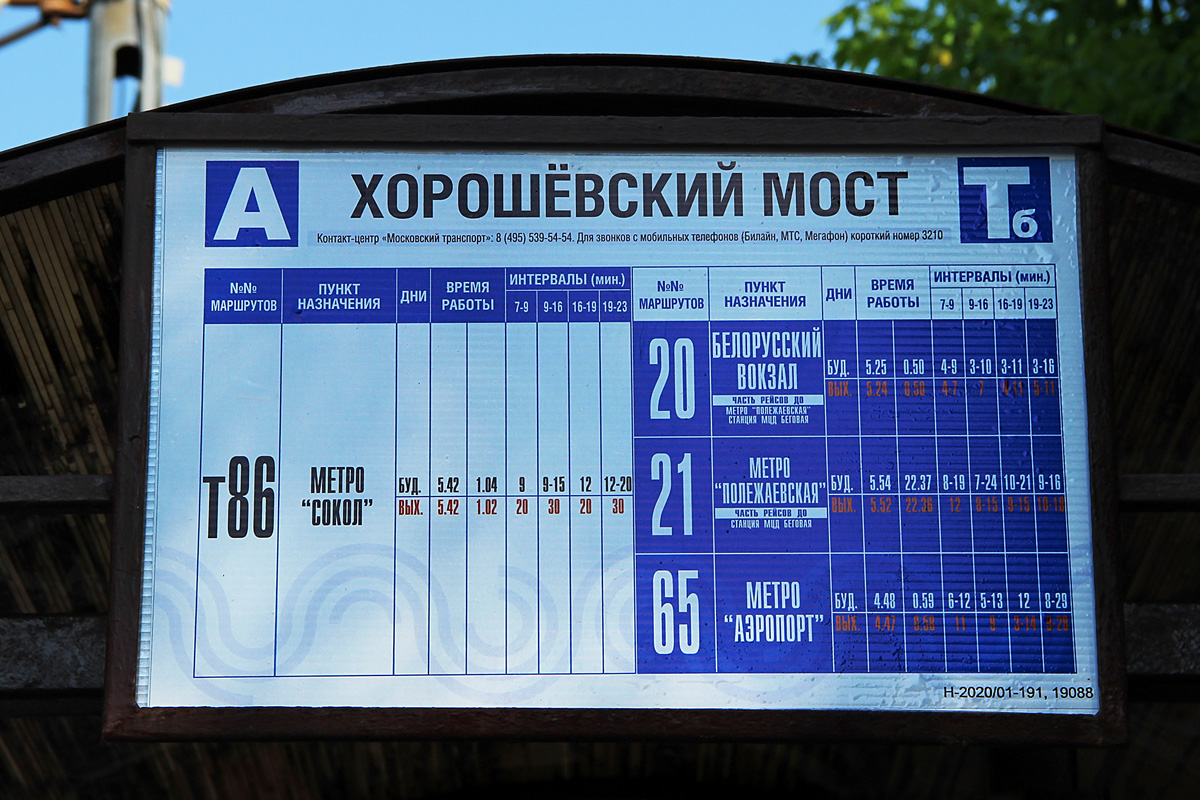 А
ХОРОШЁВСКИЙ МОСТ
Тб
Контакт-центр «Московский транспорт»: 8 (495) 539-54-54. Для звонков с мобильных телефонов (Билайн, МТС, Мегафон) короткий номер 3210
№№ МАРШРУТОВ
ПУНКТ НАЗНАЧЕНИЯ
ДНИ
ВРЕМЯ РАБОТЫ
ИНТЕРВАЛЫ (мин.)
7-9 9-16 16-19 19-23
т86
МЕТРО
“СОКОЛ”
БУД. 5.42 1.04 9 9-15 12 12-20
ВЫХ. 5.42 1.02 20 30 20 30
№№ МАРШРУТОВ
ПУНКТ НАЗНАЧЕНИЯ
ДНИ
ВРЕМЯ РАБОТЫ
ИНТЕРВАЛЫ (мин.)
7-9 9-16 16-19 19-23
20
БЕЛОРУССКИЙ
ВОКЗАЛ
ЧАСТЬ РЕЙСОВ ДО
МЕТРО “ПОЛЕЖАЕВСКАЯ”
СТАНЦИЯ МЦД БЕГОВАЯ
БУД. 5.25 0.50 4-9 3-10 3-11 3-16
ВЫХ. 5.24 0.50 4-7 7 4-11 5-11
21
МЕТРО
“ПОЛЕЖАЕВСКАЯ”
ЧАСТЬ РЕЙСОВ ДО
СТАНЦИЯ МЦД БЕГОВАЯ
БУД. 5.54 22.37 8-19 7-24 10-21 9-16
ВЫХ. 5.52 22.36 12 8-15 9-15 10-18
65
МЕТРО
“АЭРОПОРТ”
БУД. 4.48 0.59 6-12 5-13 12 8-29
ВЫХ. 4.47 0.58 11 9 9-28
Н-2020/01-191, 19088